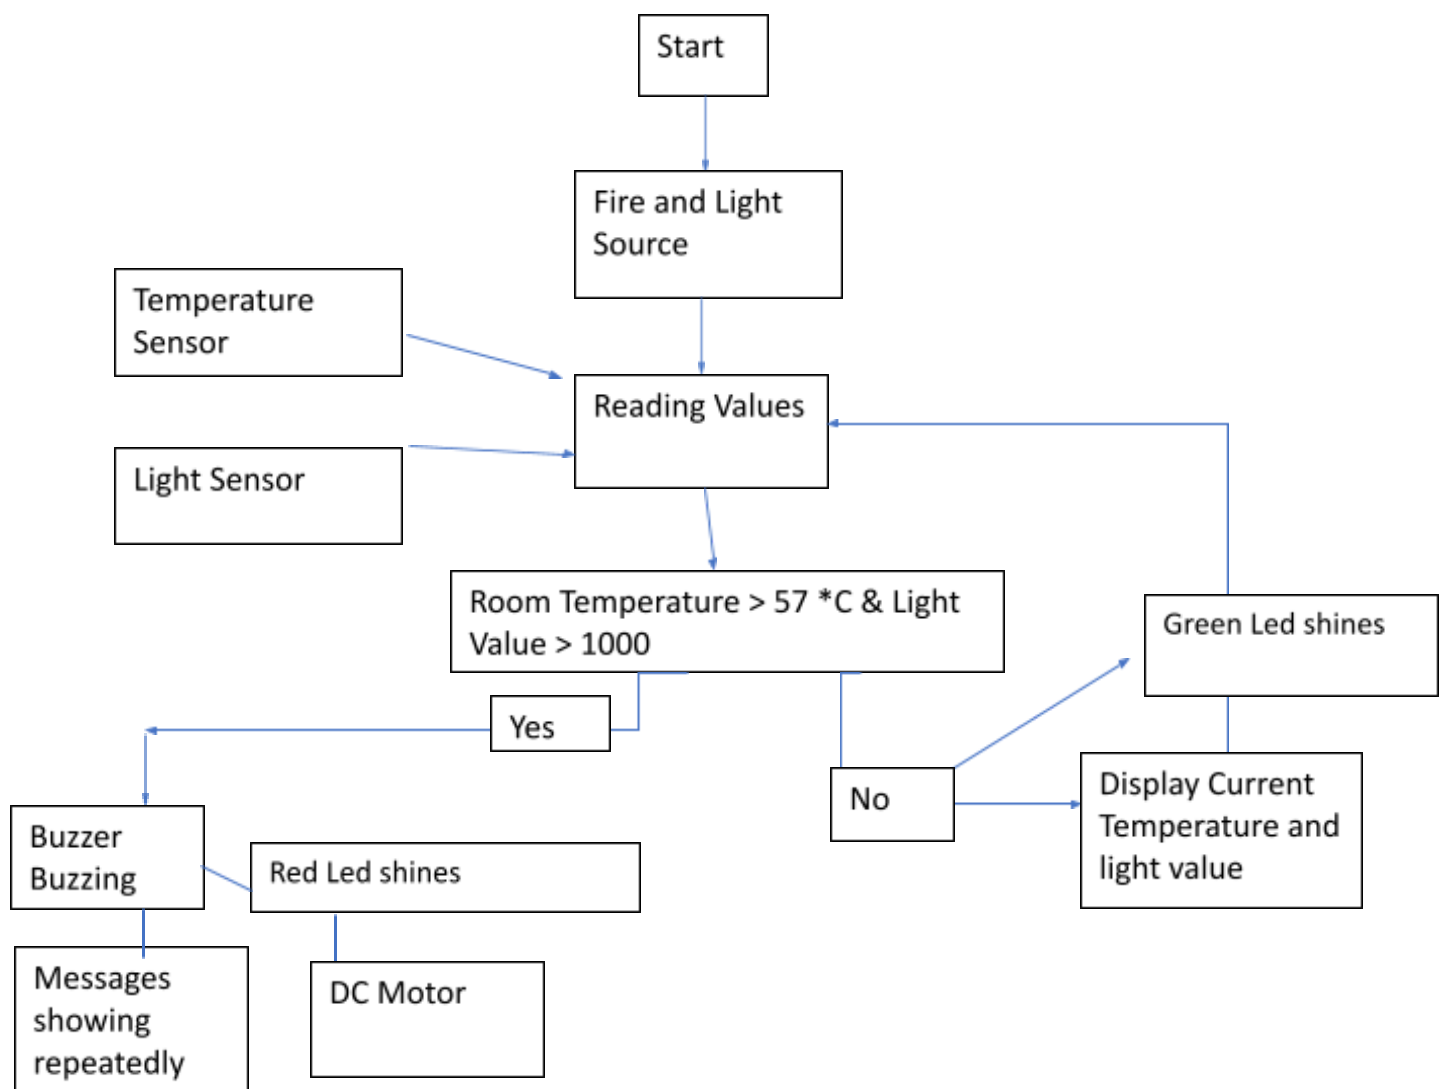 Start
Fire and Light
Source
Temperature
Sensor
Reading Values
Light Sensor
Room Temperature > 57 *C & Light
Value > 1000
Green Led shines
Yes
No
Display Current
Temperature and
light value
Buzzer
Buzzing
Red Led shines
Messages
showing
repeatedly
DC Motor